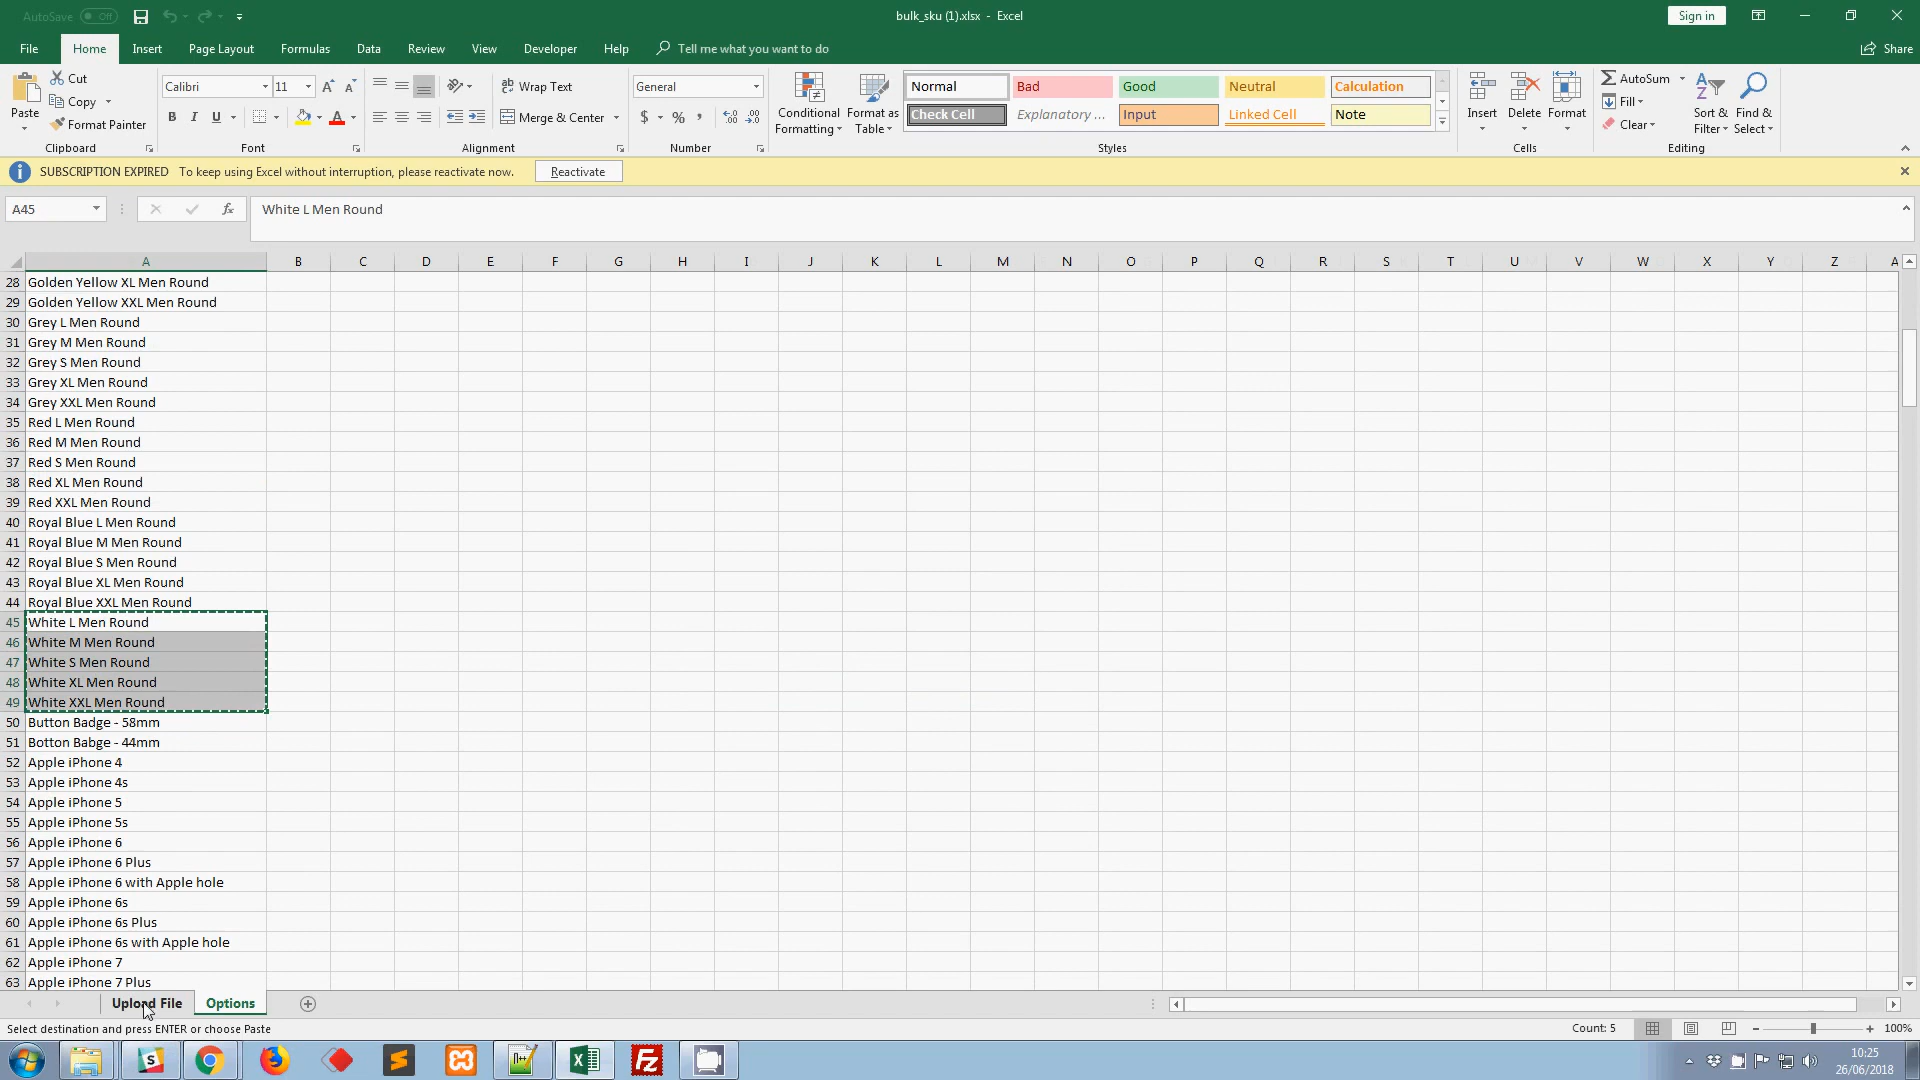 AutoSave Off bulk_sku (1).xlsx - Excel Sign in
File Home Insert Page Layout Formulas Data Review View Developer Help Tell me what you want to do Share
Paste Cut Copy Format Painter
Clipboard
Calibri 11 B I U
Font
Wrap Text Merge & Center
Alignment
General $ %
Number
Conditional Formatting Format as Table
Normal Bad Good Neutral Calculation
Check Cell Explanatory ... Input Linked Cell Note
Styles
Insert Delete Format
Cells
AutoSum Fill Clear Sort & Filter Find & Select
Editing
SUBSCRIPTION EXPIRED To keep using Excel without interruption, please reactivate now. Reactivate
A45 fx White L Men Round
A B C D E F G H I J K L M N O P Q R S T U V W X Y Z A
28 Golden Yellow XL Men Round
29 Golden Yellow XXL Men Round
30 Grey L Men Round
31 Grey M Men Round
32 Grey S Men Round
33 Grey XL Men Round
34 Grey XXL Men Round
35 Red L Men Round
36 Red M Men Round
37 Red S Men Round
38 Red XL Men Round
39 Red XXL Men Round
40 Royal Blue L Men Round
41 Royal Blue M Men Round
42 Royal Blue S Men Round
43 Royal Blue XL Men Round
44 Royal Blue XXL Men Round
45 White L Men Round
46 White M Men Round
47 White S Men Round
48 White XL Men Round
49 White XXL Men Round
50 Button Badge - 58mm
51 Botton Babge - 44mm
52 Apple iPhone 4
53 Apple iPhone 4s
54 Apple iPhone 5
55 Apple iPhone 5s
56 Apple iPhone 6
57 Apple iPhone 6 Plus
58 Apple iPhone 6 with Apple hole
59 Apple iPhone 6s
60 Apple iPhone 6s Plus
61 Apple iPhone 6s with Apple hole
62 Apple iPhone 7
63 Apple iPhone 7 Plus
Upload File Options
Select destination and press ENTER or choose Paste Count: 5 100%
10:25
26/06/2018